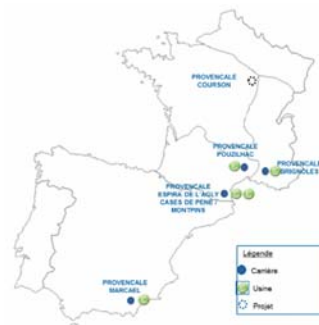 PROVENCALE
COURSON
PROVENCALE
POUZILHAC
PROVENCALE
BRIGNOLES
PROVENCALE
ESPIRA DE L'AGLY
CASES DE PENE /
MONTPINS
PROVENCALE
MARCAEL
Légende
Carrière
Usine
Projet